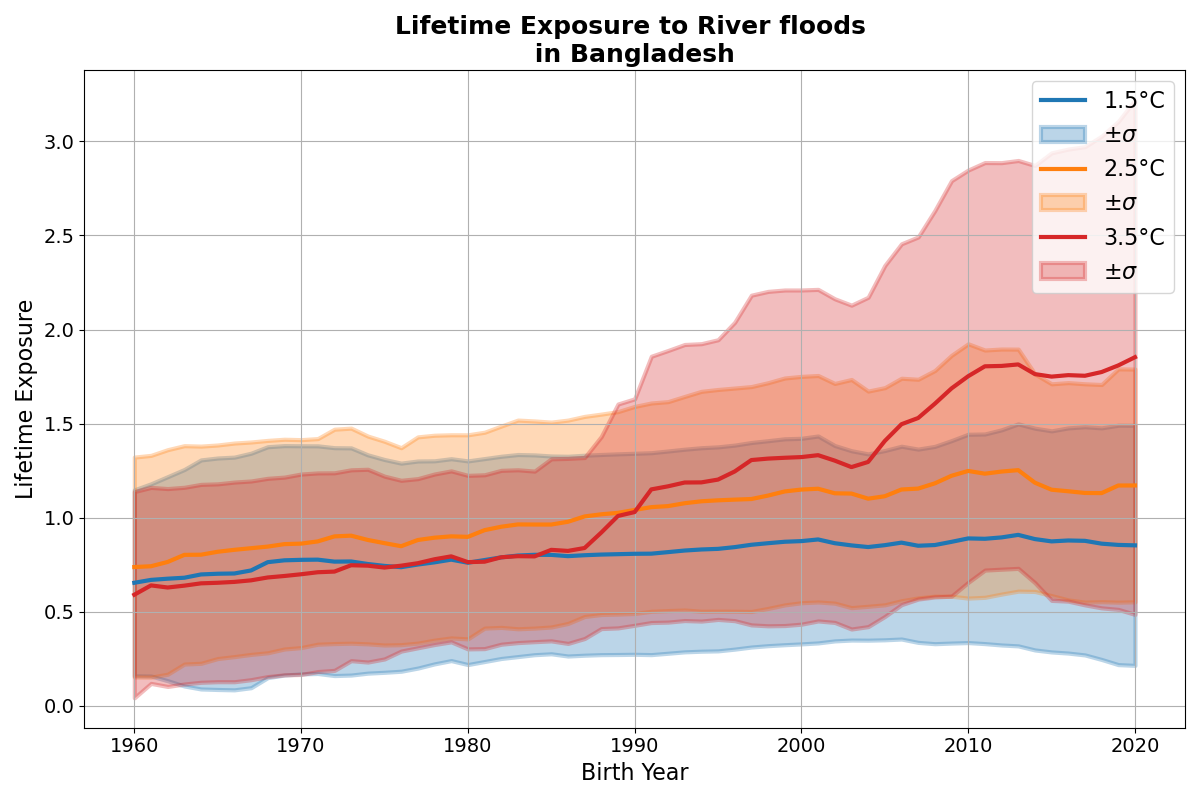 Lifetime Exposure to River floods
in Bangladesh
Lifetime Exposure
3.0
2.5
2.0
1.5
1.0
0.5
0.0
1960
1970
1980
1990
2000
2010
2020
Birth Year
1.5°C
±σ
2.5°C
±σ
3.5°C
±σ